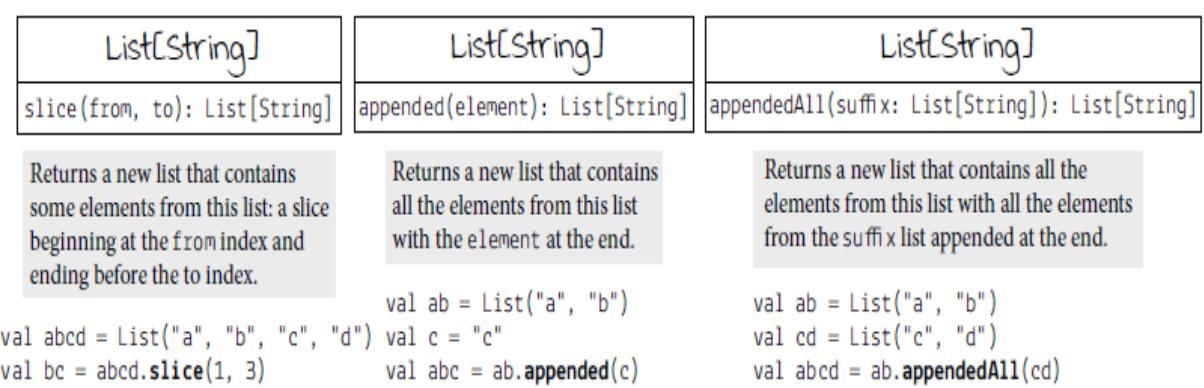 List[String]
slice(from, to): List[String]
Returns a new list that contains
some elements from this list: a slice
beginning at the from index and
ending before the to index.
val abcd = List("a", "b", "c", "d")
val bc = abcd.slice(1, 3)
List[String]
appended(element): List[String]
Returns a new list that contains
all the elements from this list
with the element at the end.
val ab = List("a", "b")
val c = "c"
val abc = ab.appended(c)
List[String]
appendedAll(suffix: List[String]): List[String]
Returns a new list that contains all the
elements from this list with all the elements
from the suffix list appended at the end.
val ab = List("a", "b")
val cd = List("c", "d")
val abcd = ab.appendedAll(cd)